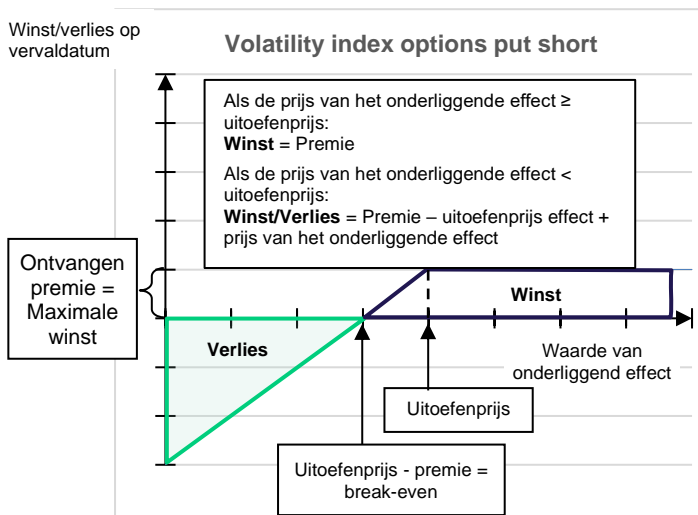 Winst/verlies op
vervaldatum
Volatility index options put short
Als de prijs van het onderliggende effect ≥
uitoefenprijs:
Winst = Premie
Als de prijs van het onderliggende effect <
uitoefenprijs:
Winst/Verlies = Premie – uitoefenprijs effect +
prijs van het onderliggende effect
Ontvangen
premie =
Maximale
winst
Winst
Verlies
Waarde van
onderliggend effect
Uitoefenprijs
Uitoefenprijs - premie =
break-even